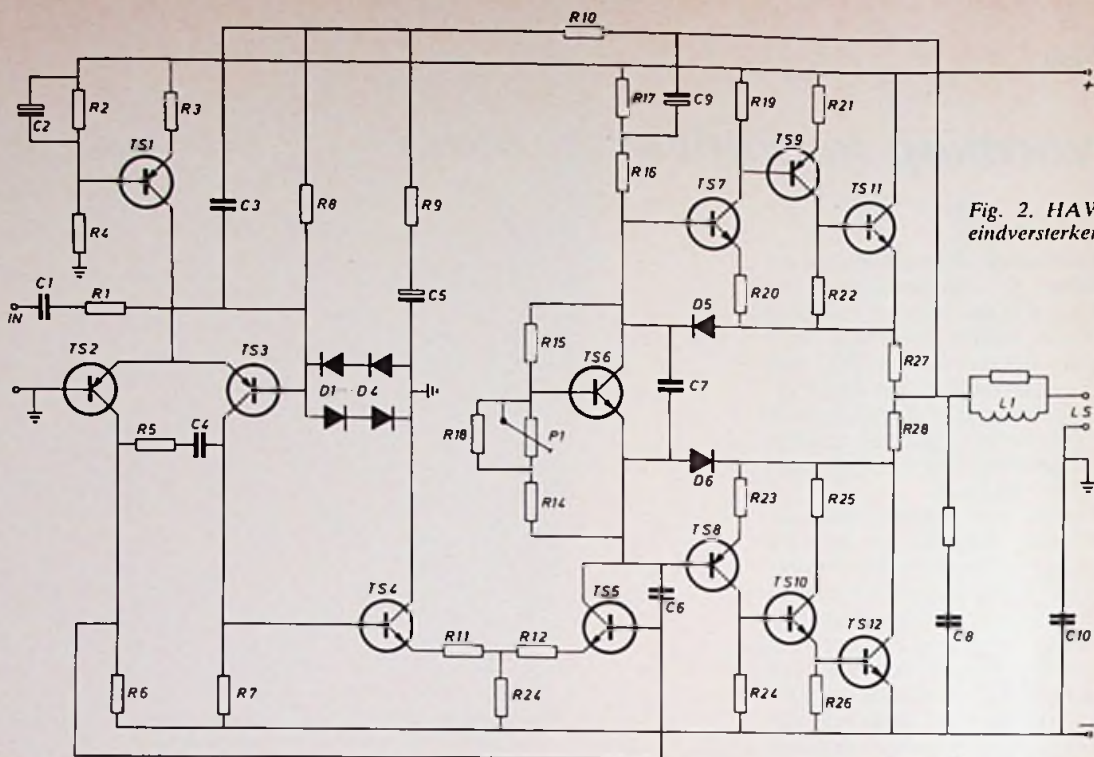 R10
R2
R3
C2
TS1
R4
C3
R8
R9
R17
C9
R19
R21
R16
TS9
TS7
TS11
Fig. 2. HAV
eindversterker
C1
R1
IN
C5
R20
R22
TS2
TS3
D1
D4
R15
TS6
D5
C7
R27
R5
C4
R18
P1
R28
L1
LS
D6
R14
R23
R25
TS8
TS4
TS5
C6
TS10
TS12
R11
R12
C8
C10
R6
R7
R24
R24
R26
+
−